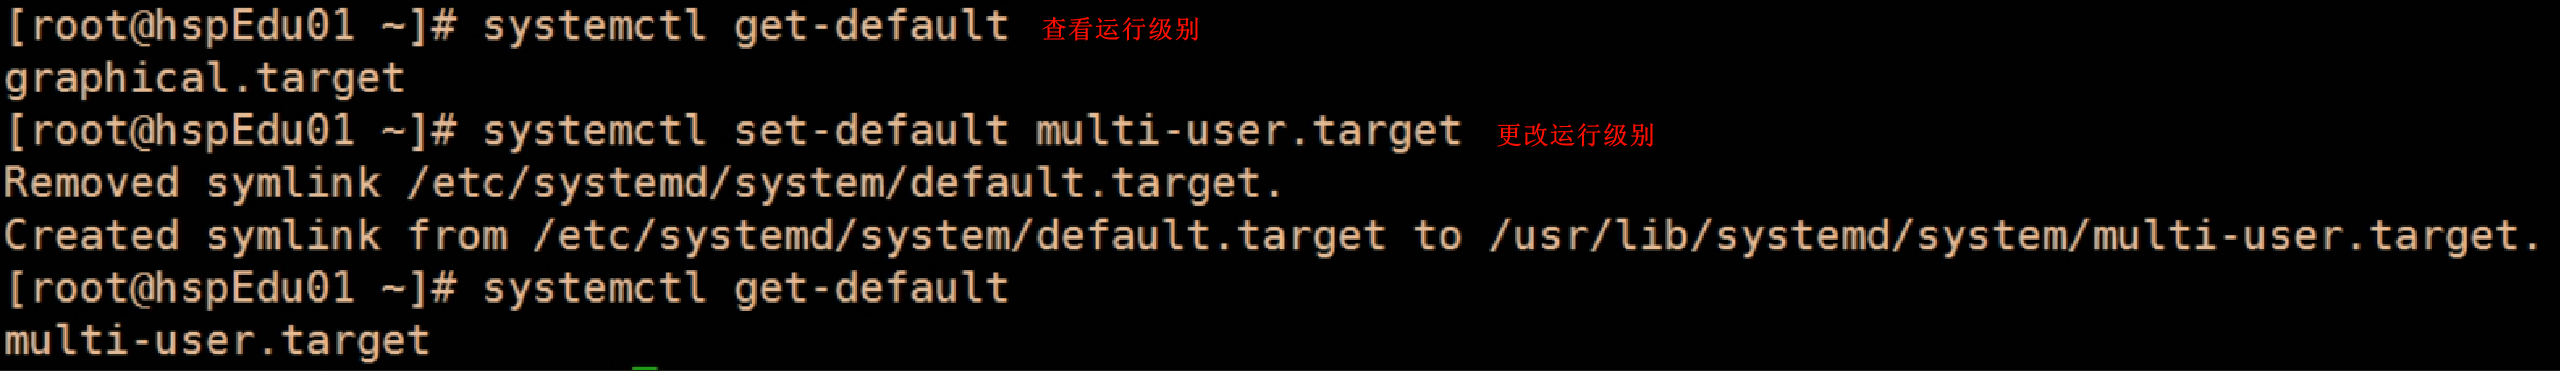 [root@hspEdu01 ~]# systemctl get-default 查看运行级别
graphical.target
[root@hspEdu01 ~]# systemctl set-default multi-user.target 更改运行级别
Removed symlink /etc/systemd/system/default.target.
Created symlink from /etc/systemd/system/default.target to /usr/lib/systemd/system/multi-user.target.
[root@hspEdu01 ~]# systemctl get-default
multi-user.target